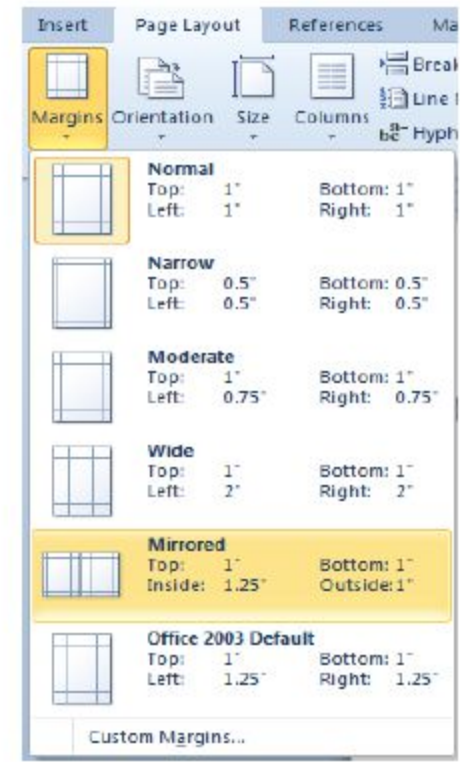 Insert Page Layout References Ma
Break
Line
Hyph
Margins Orientation Size Columns
Normal
Top: 1" Bottom: 1"
Left: 1" Right: 1"
Narrow
Top: 0.5" Bottom: 0.5"
Left: 0.5" Right: 0.5"
Moderate
Top: 1" Bottom: 1"
Left: 0.75" Right: 0.75"
Wide
Top: 1" Bottom: 1"
Left: 2" Right: 2"
Mirrored
Top: 1" Bottom: 1"
Inside: 1.25" Outside: 1"
Office 2003 Default
Top: 1" Bottom: 1"
Left: 1.25" Right: 1.25"
Custom Margins...